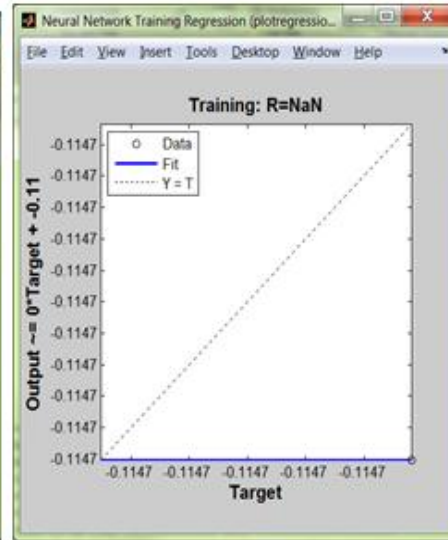 Neural Network Training Regression (plotregressio...
File Edit View Insert Tools Desktop Window Help
Training: R=NaN
Data
Fit
Y = T
-0.1147
-0.1147
-0.1147
-0.1147
-0.1147
-0.1147
-0.1147
-0.1147
-0.1147
-0.1147
-0.1147
Output ~= 0*Target + -0.11
-0.1147 -0.1147 -0.1147 -0.1147 -0.1147
Target